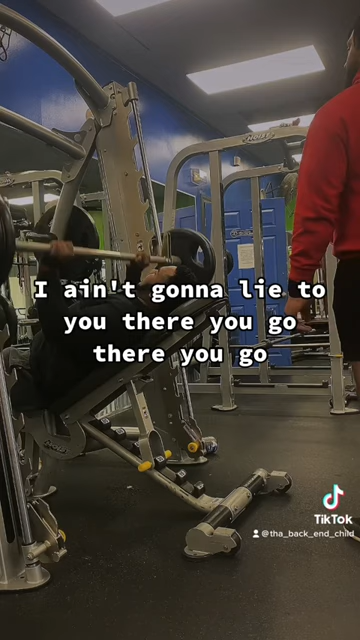 I ain't gonna lie to
you there you go
there you go
TikTok
@tha_back_end_child